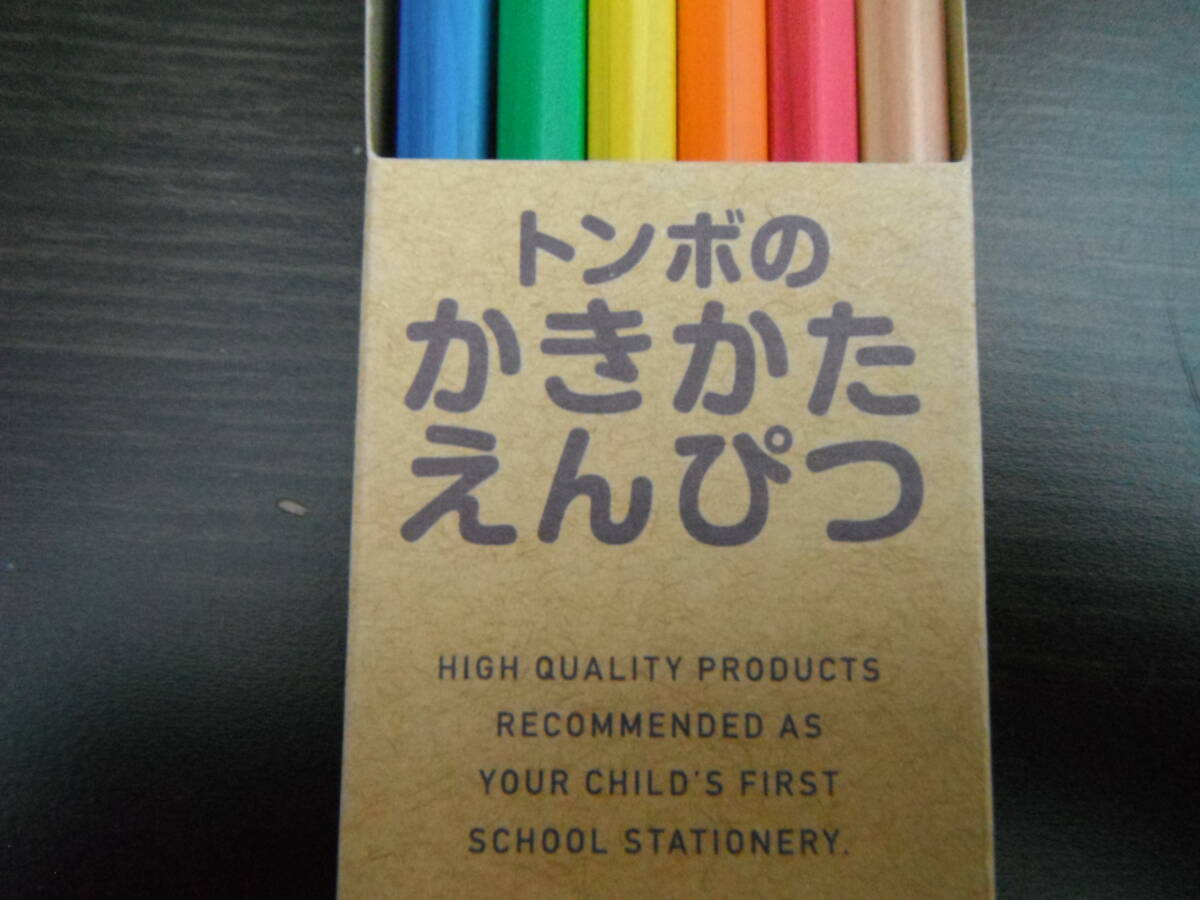 トンボの
かきかた
えんぴつ
HIGH QUALITY PRODUCTS
RECOMMENDED AS
YOUR CHILD'S FIRST
SCHOOL STATIONERY.